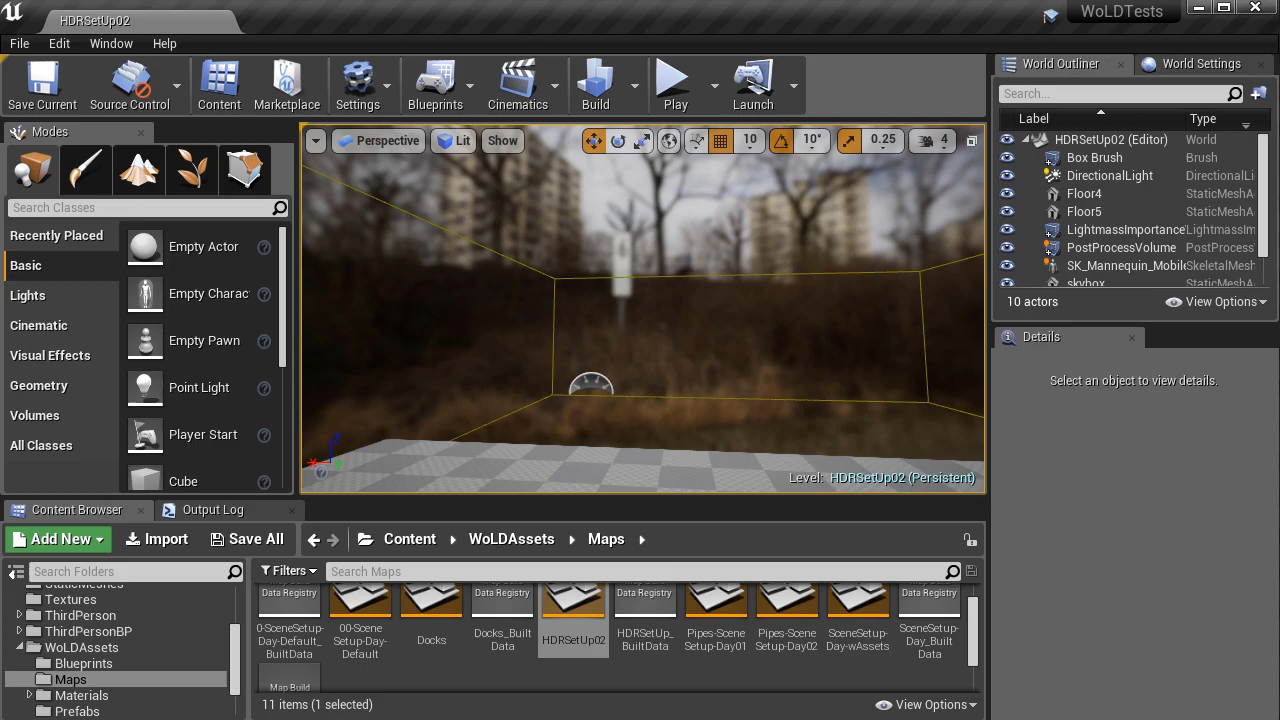 HDRSetUp02
WoLDTests
File Edit Window Help
Save Current
Source Control
Content
Marketplace
Settings
Blueprints
Cinematics
Build
Play
Launch
World Outliner
World Settings
Search...
Label
Type
HDRSetUp02 (Editor) World
Box Brush Brush
DirectionalLight DirectionalLi
Floor4 StaticMeshA
Floor5 StaticMeshA
LightmassImportance LightmassIm
PostProcessVolume PostProcess
SK_Mannequin_Mobile SkeletalMesh
skybox StaticMeshA
10 actors
View Options
Details
Select an object to view details.
Modes
Search Classes
Recently Placed
Basic
Lights
Cinematic
Visual Effects
Geometry
Volumes
All Classes
Empty Actor
Empty Charac
Empty Pawn
Point Light
Player Start
Cube
Perspective
Lit
Show
10
10°
0.25
4
Z
X
Y
Level: HDRSetUp02 (Persistent)
Content Browser
Output Log
Add New
Import
Save All
Content
WoLDAssets
Maps
Search Folders
Filters
Search Maps
StaticMeshes
Textures
ThirdPerson
ThirdPersonBP
WoLDAssets
Blueprints
Maps
Materials
Prefabs
Data Registry
0-SceneSetup-
Day-Default_
BuiltData
00-Scene
Setup-Day-
Default
Docks
Data Registry
Docks_Built
Data
HDRSetUp02
Data Registry
HDRSetUp_
BuiltData
Pipes-Scene
Setup-Day01
Pipes-Scene
Setup-Day02
SceneSetup-
Day-wAssets
Data Registry
SceneSetup-
Day_Built
Data
Map Build
11 items (1 selected)
View Options